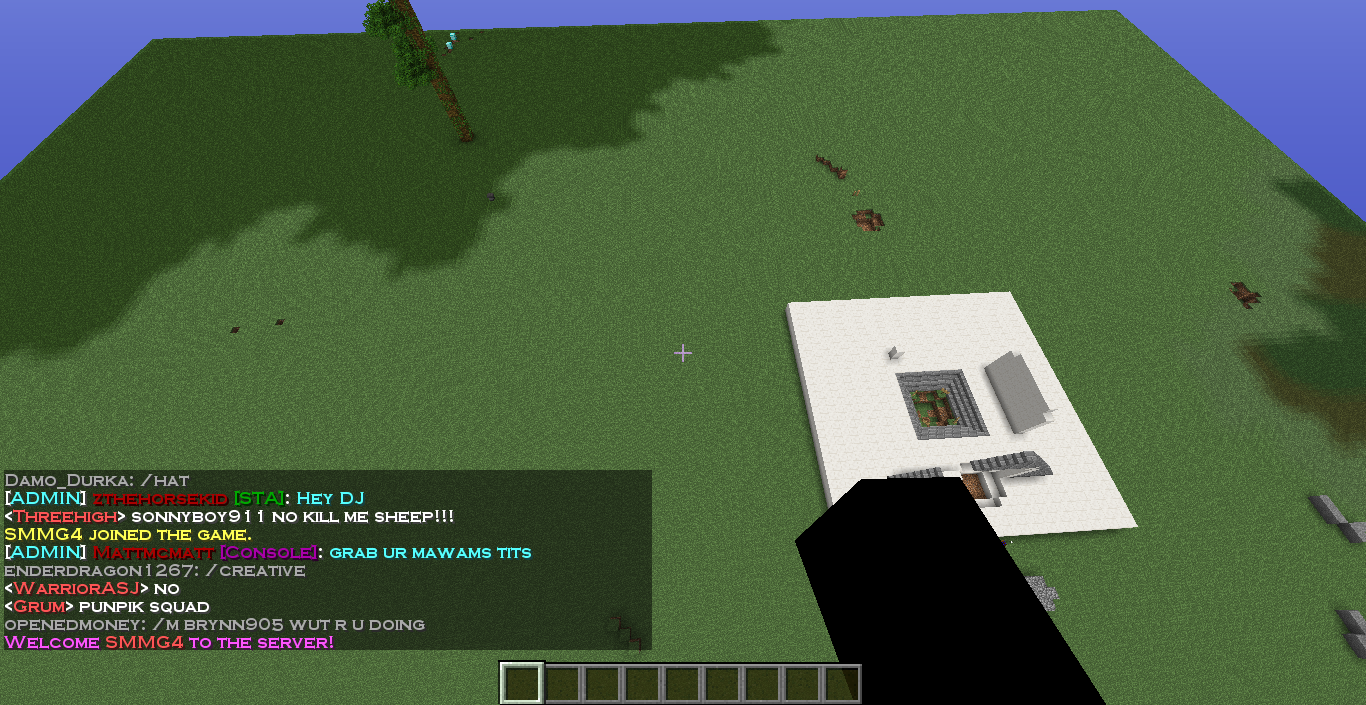 Damo_Durka: /hat
[ADMIN] zthehorsekid [STA]: Hey DJ
<Threehigh> sonnyboy911 no kill me sheep!!!
SMMG4 joined the game.
[ADMIN] Mattmgmatt [Console]: grab ur mawams tits
enderdragon1267: /creative
<WarriorASJ> no
<Grum> punpik squad
openedmoney: /m brynn905 wut r u doing
Welcome SMMG4 to the server!